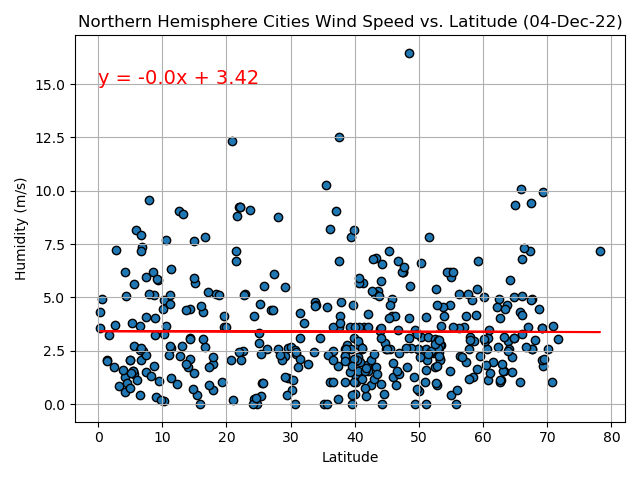 Northern Hemisphere Cities Wind Speed vs. Latitude (04-Dec-22)
y = -0.0x + 3.42
Humidity (m/s)
15.0
12.5
10.0
7.5
5.0
2.5
0.0
0 10 20 30 40 50 60 70 80
Latitude